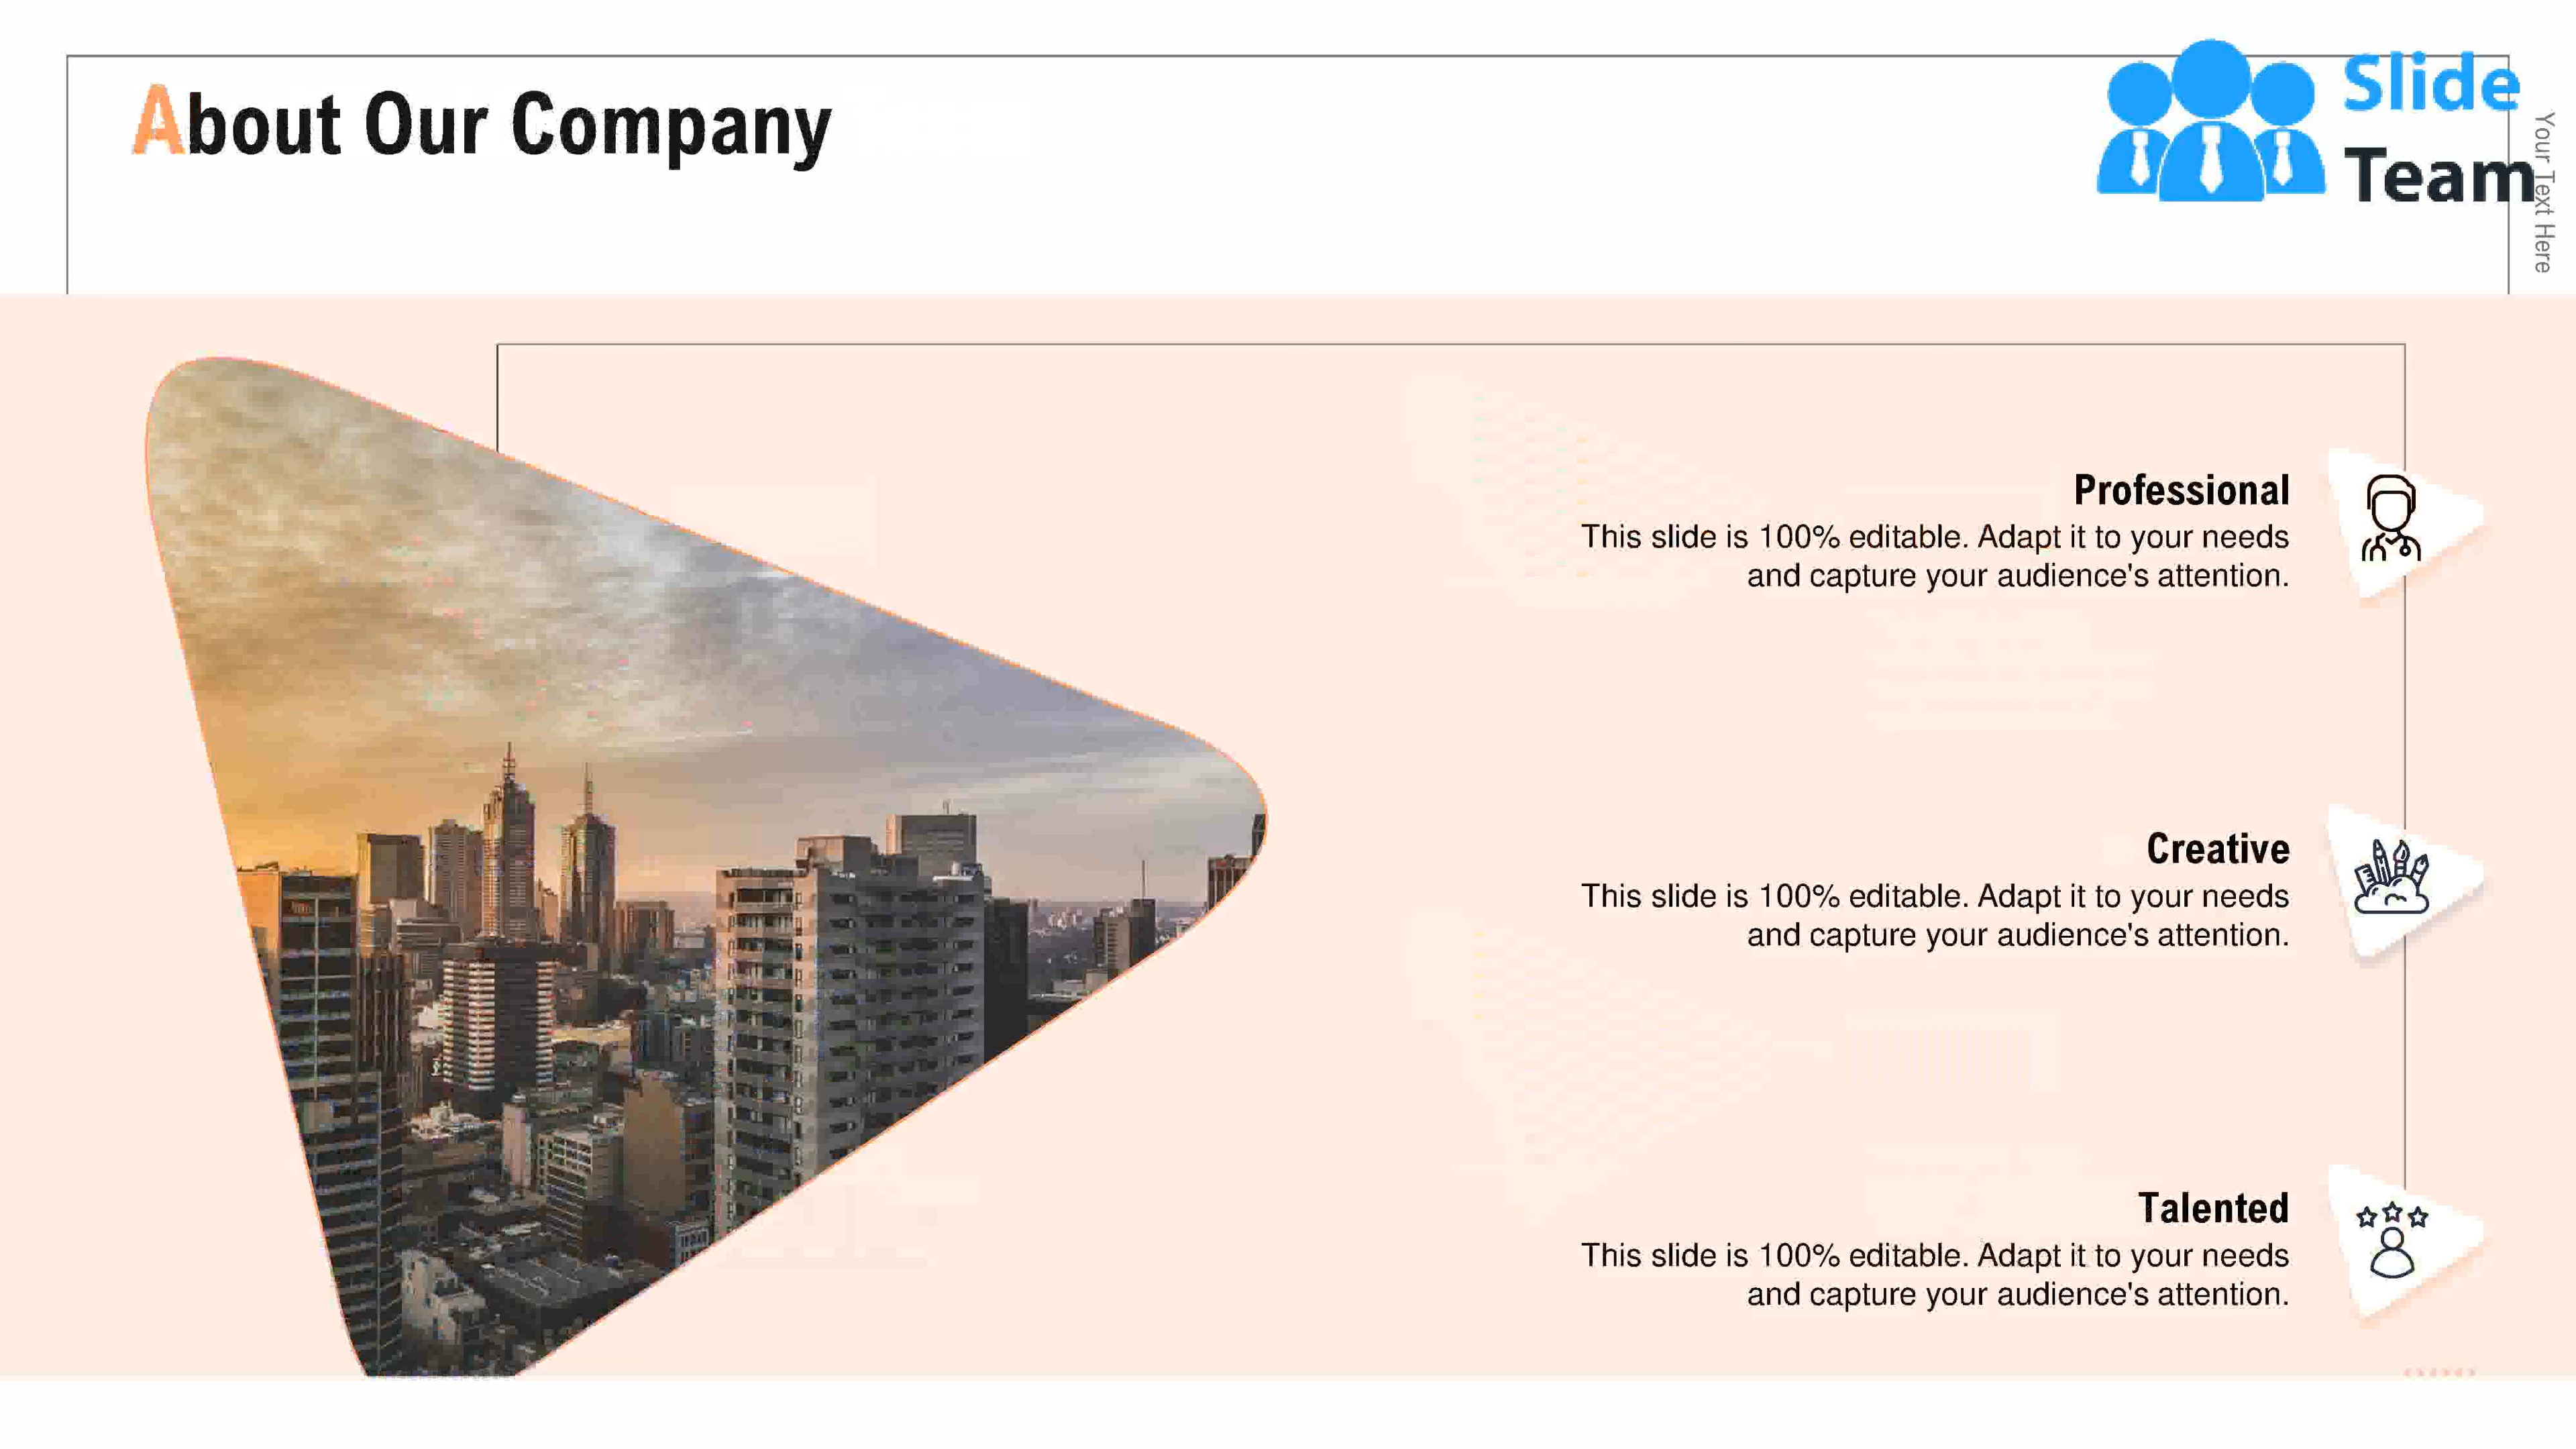 About Our Company
Slide
Team
Your Text Here
Professional
This slide is 100% editable. Adapt it to your needs
and capture your audience's attention.
Creative
This slide is 100% editable. Adapt it to your needs
and capture your audience's attention.
Talented
This slide is 100% editable. Adapt it to your needs
and capture your audience's attention.